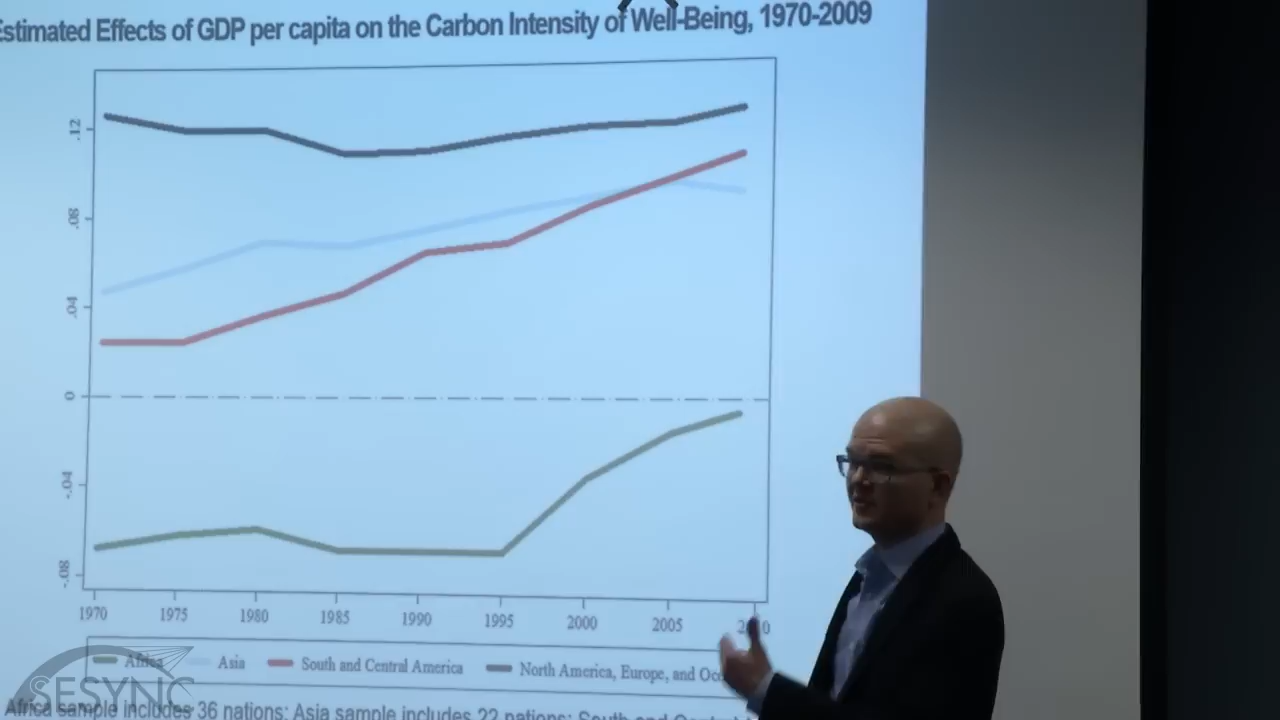 Estimated Effects of GDP per capita on the Carbon Intensity of Well-Being, 1970-2009
.12
.08
.04
0
-.04
-.08
1970 1975 1980 1985 1990 1995 2000 2005 2010
Africa Asia South and Central America North America, Europe, and Oc
SESYNC
Africa sample includes 36 nations; Asia sample includes 22 nations; South and Central